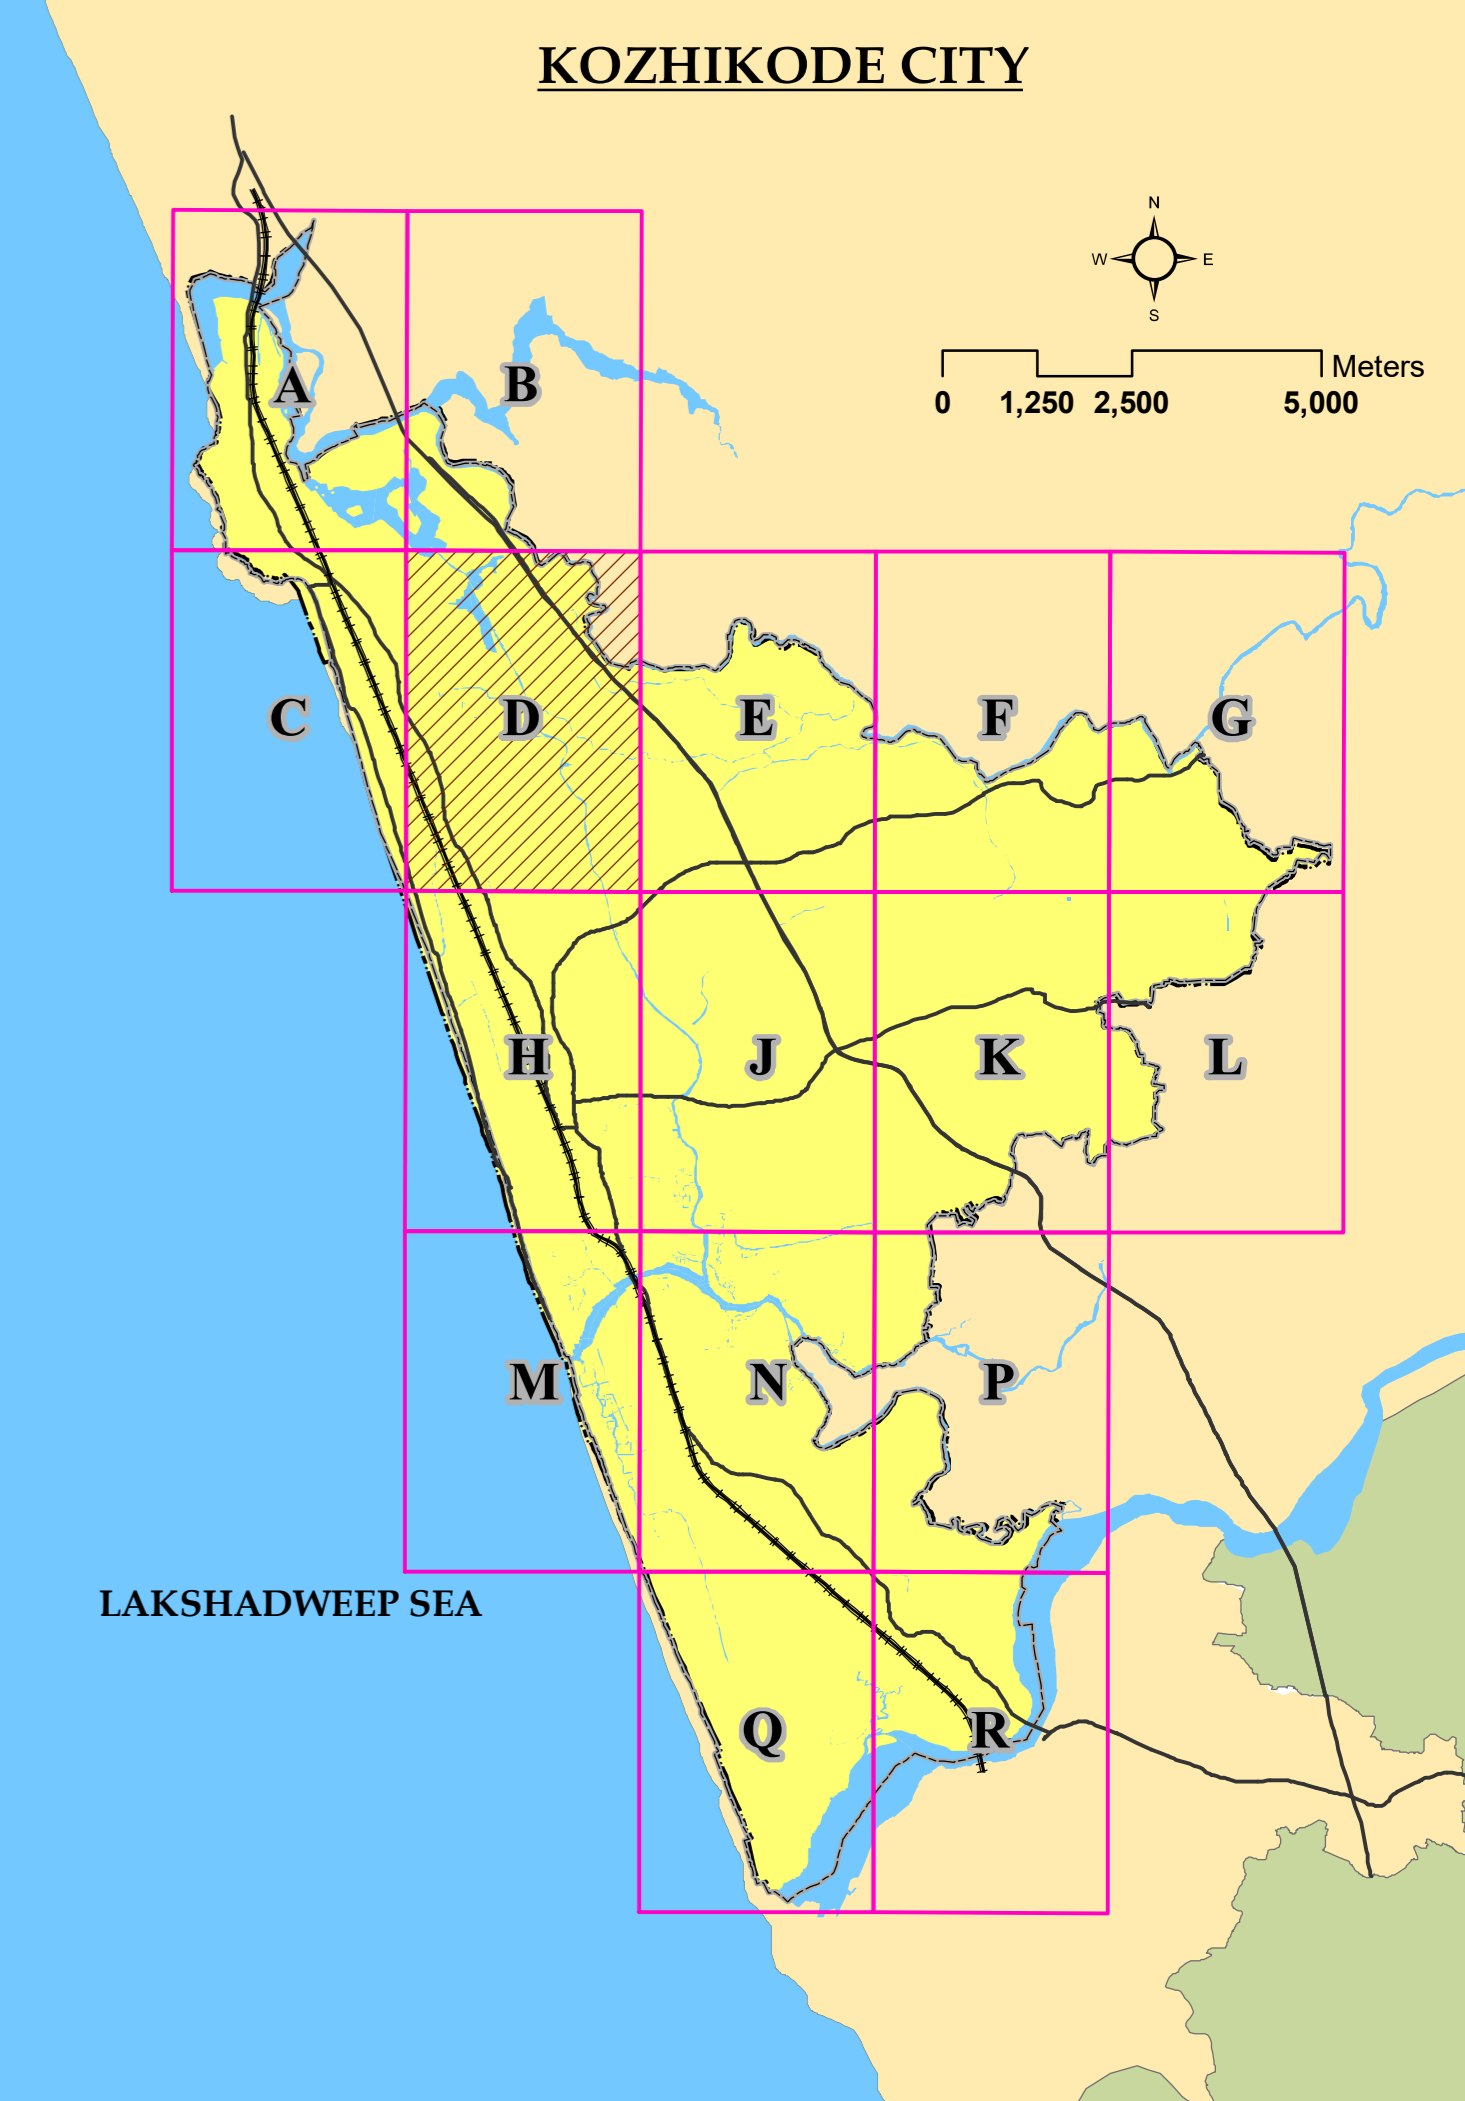 KOZHIKODE CITY
N
W E
S
Meters
0 1,250 2,500 5,000
A B
C D E F G
H J K L
M N P
LAKSHADWEEP SEA
Q R